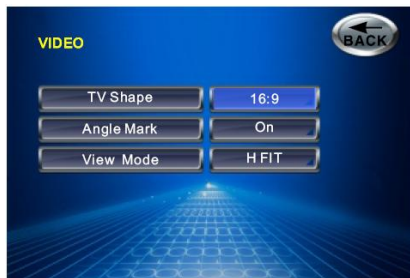 VIDEO
BACK
TV Shape 16:9
Angle Mark On
View Mode H FIT